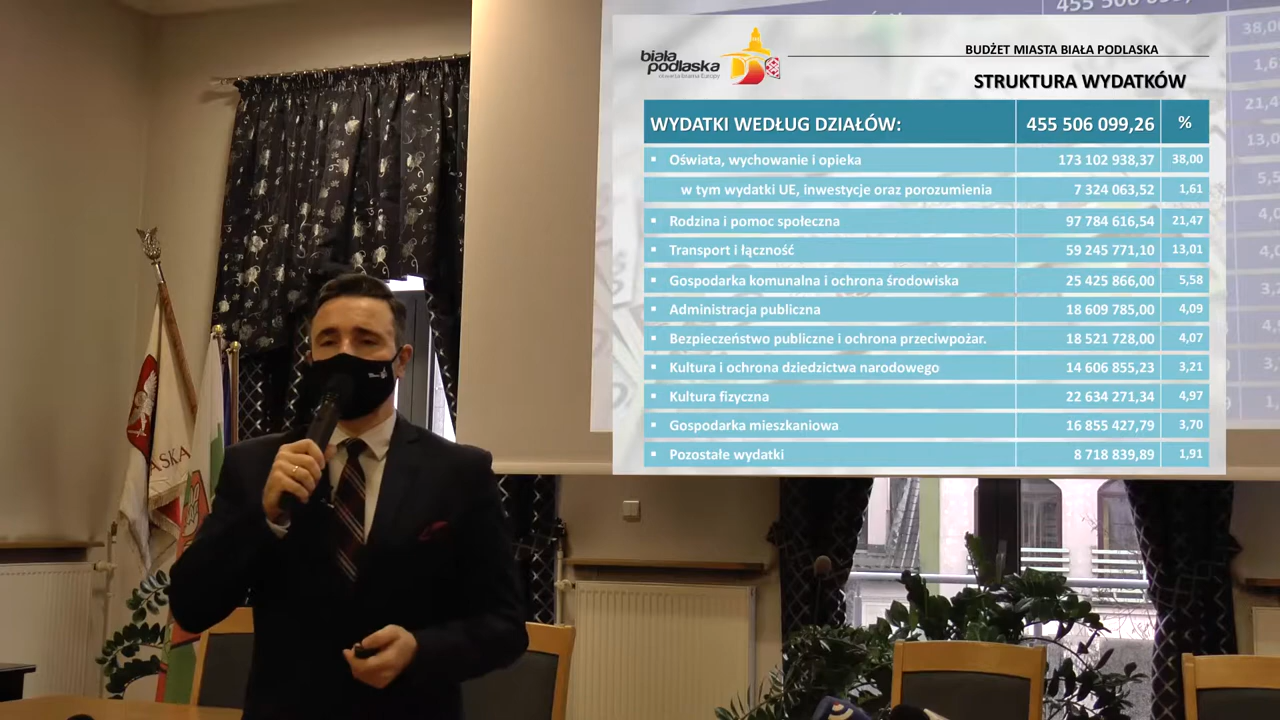 biała
podlaska
BUDŻET MIASTA BIAŁA PODLASKA
STRUKTURA WYDATKÓW
WYDATKI WEDŁUG DZIAŁÓW: 455 506 099,26 %
▪ Oświata, wychowanie i opieka 173 102 938,37 38,00
w tym wydatki UE, inwestycje oraz porozumienia 7 324 063,52 1,61
▪ Rodzina i pomoc społeczna 97 784 616,54 21,47
▪ Transport i łączność 59 245 771,10 13,01
▪ Gospodarka komunalna i ochrona środowiska 25 425 866,00 5,58
▪ Administracja publiczna 18 609 785,00 4,09
▪ Bezpieczeństwo publiczne i ochrona przeciwpożar. 18 521 728,00 4,07
▪ Kultura i ochrona dziedzictwa narodowego 14 606 855,23 3,21
▪ Kultura fizyczna 22 634 271,34 4,97
▪ Gospodarka mieszkaniowa 16 855 427,79 3,70
▪ Pozostałe wydatki 8 718 839,89 1,91
ASKA